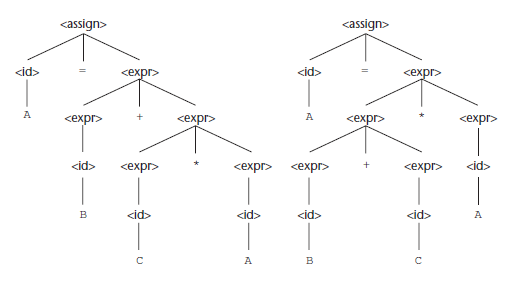 <assign> <assign>
<id> = <expr> <id> = <expr>
A <expr> + <expr> A <expr> * <expr>
<id> <expr> * <expr> <expr> + <expr> <id>
B <id> <id> <id> <id> A
C A B C